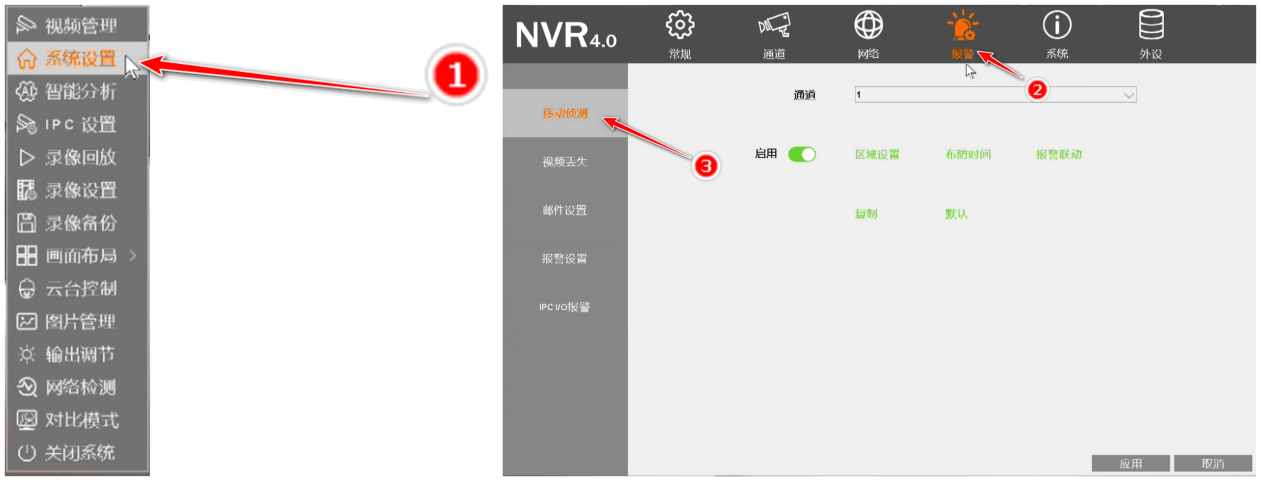 视频管理
系统设置
智能分析
IPC 设置
录像回放
录像设置
录像备份
画面布局
云台控制
图片管理
输出调节
网络检测
对比模式
关闭系统
1
NVR4.0
常规
通道
网络
报警
系统
外设
2
移动侦测
视频丢失
邮件设置
报警设置
IPC I/O报警
3
通道
1
启用
区域设置
布防时间
报警联动
复制
默认
应用
取消